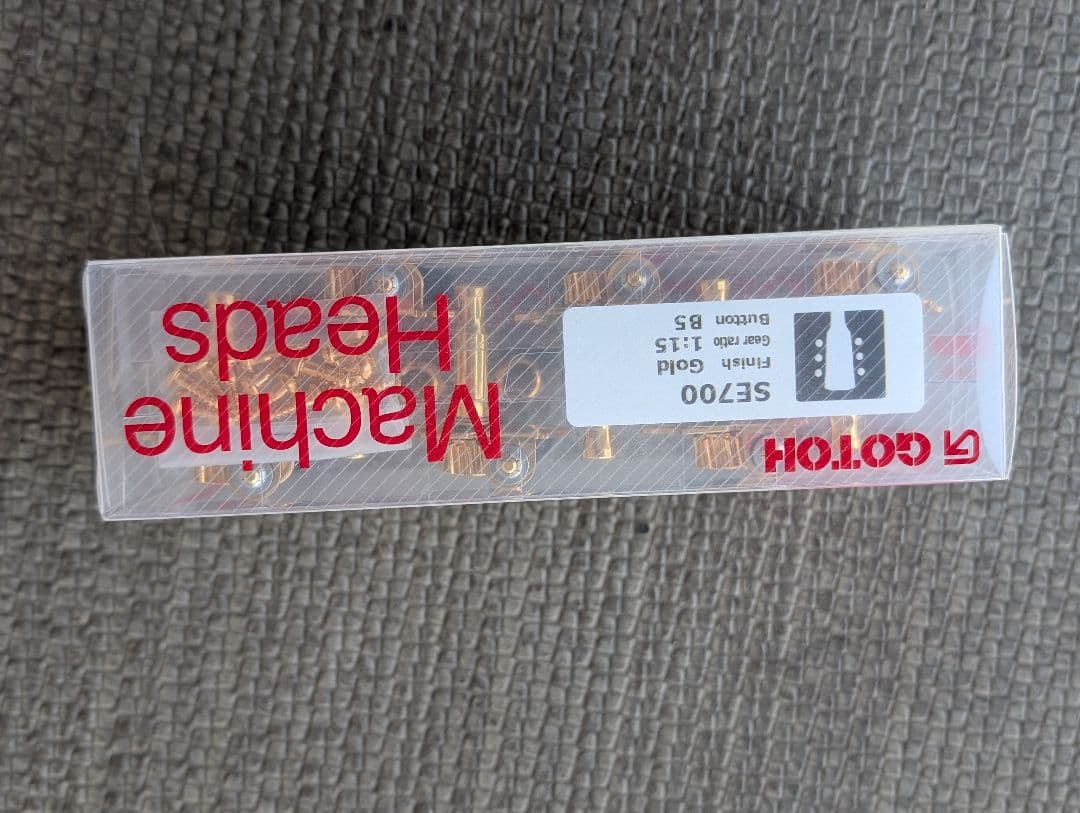 GOTOH
SE700
Finish Gold
Gear ratio 1:15
Button B5
Machine
Heads